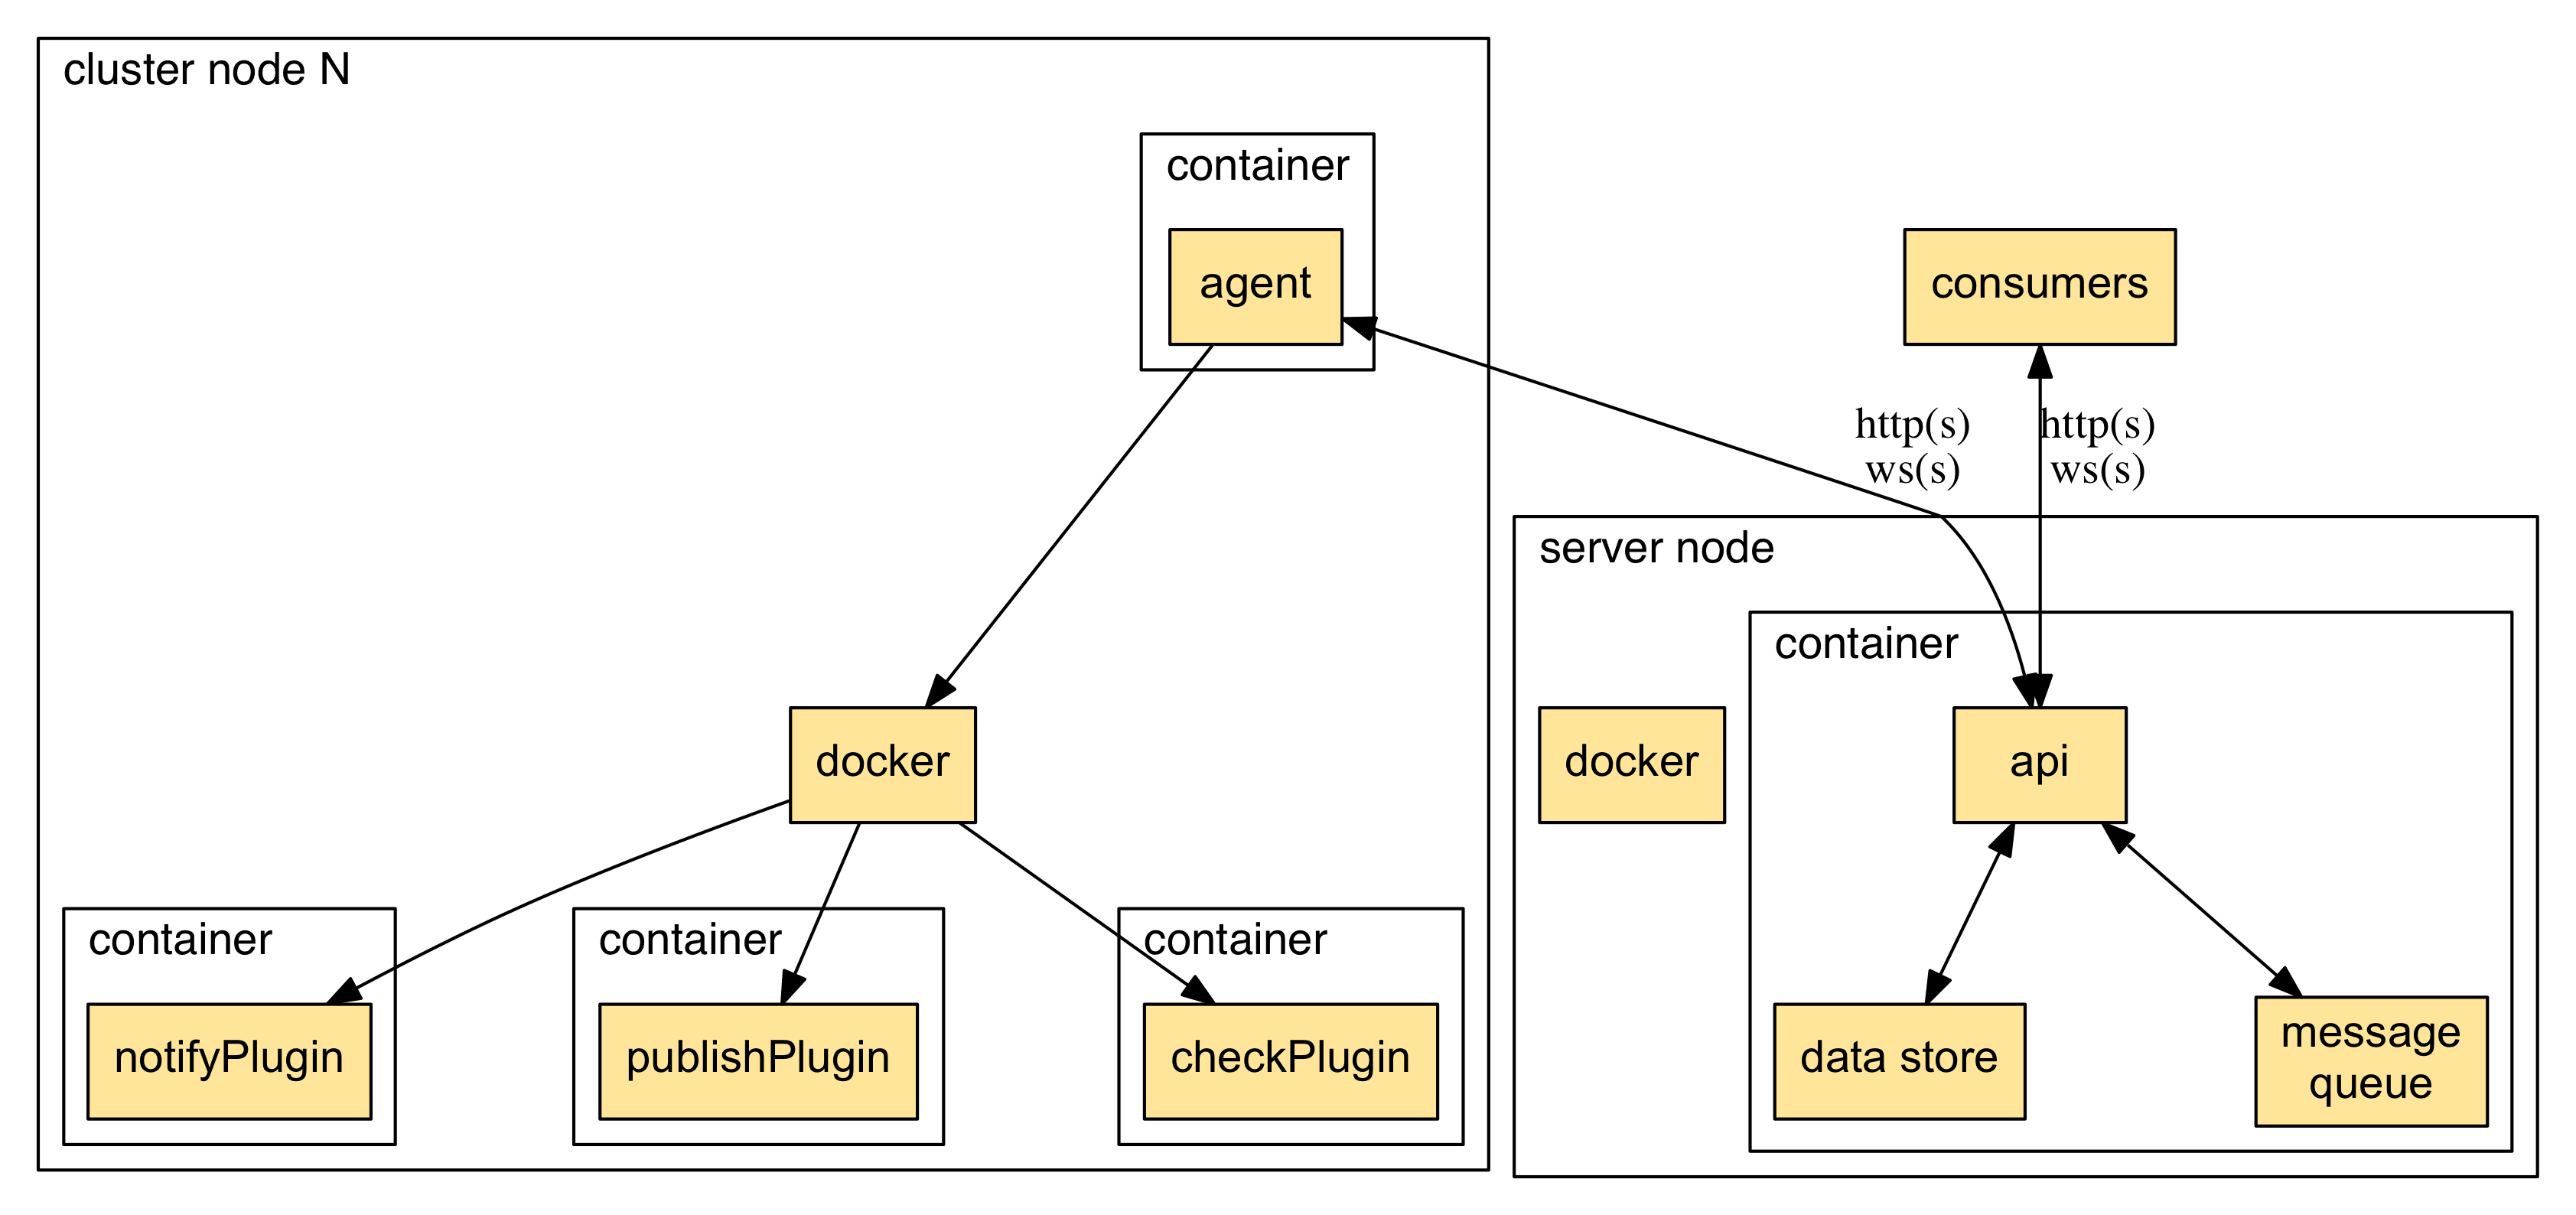 cluster node N
container
agent
consumers
http(s)
ws(s)
http(s)
ws(s)
server node
container
docker
docker
api
container
notifyPlugin
container
publishPlugin
container
checkPlugin
data store
message
queue